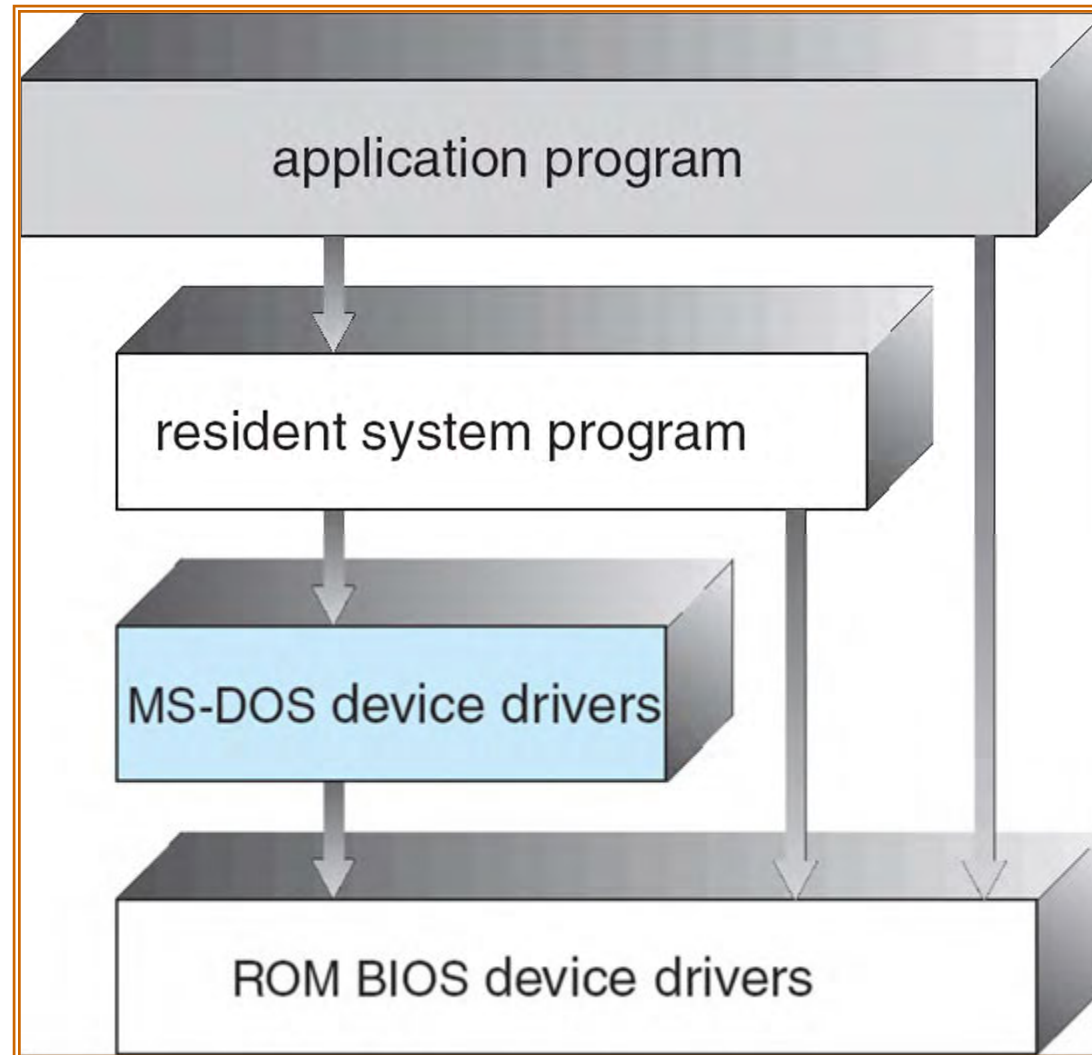 application program
resident system program
MS-DOS device drivers
ROM BIOS device drivers